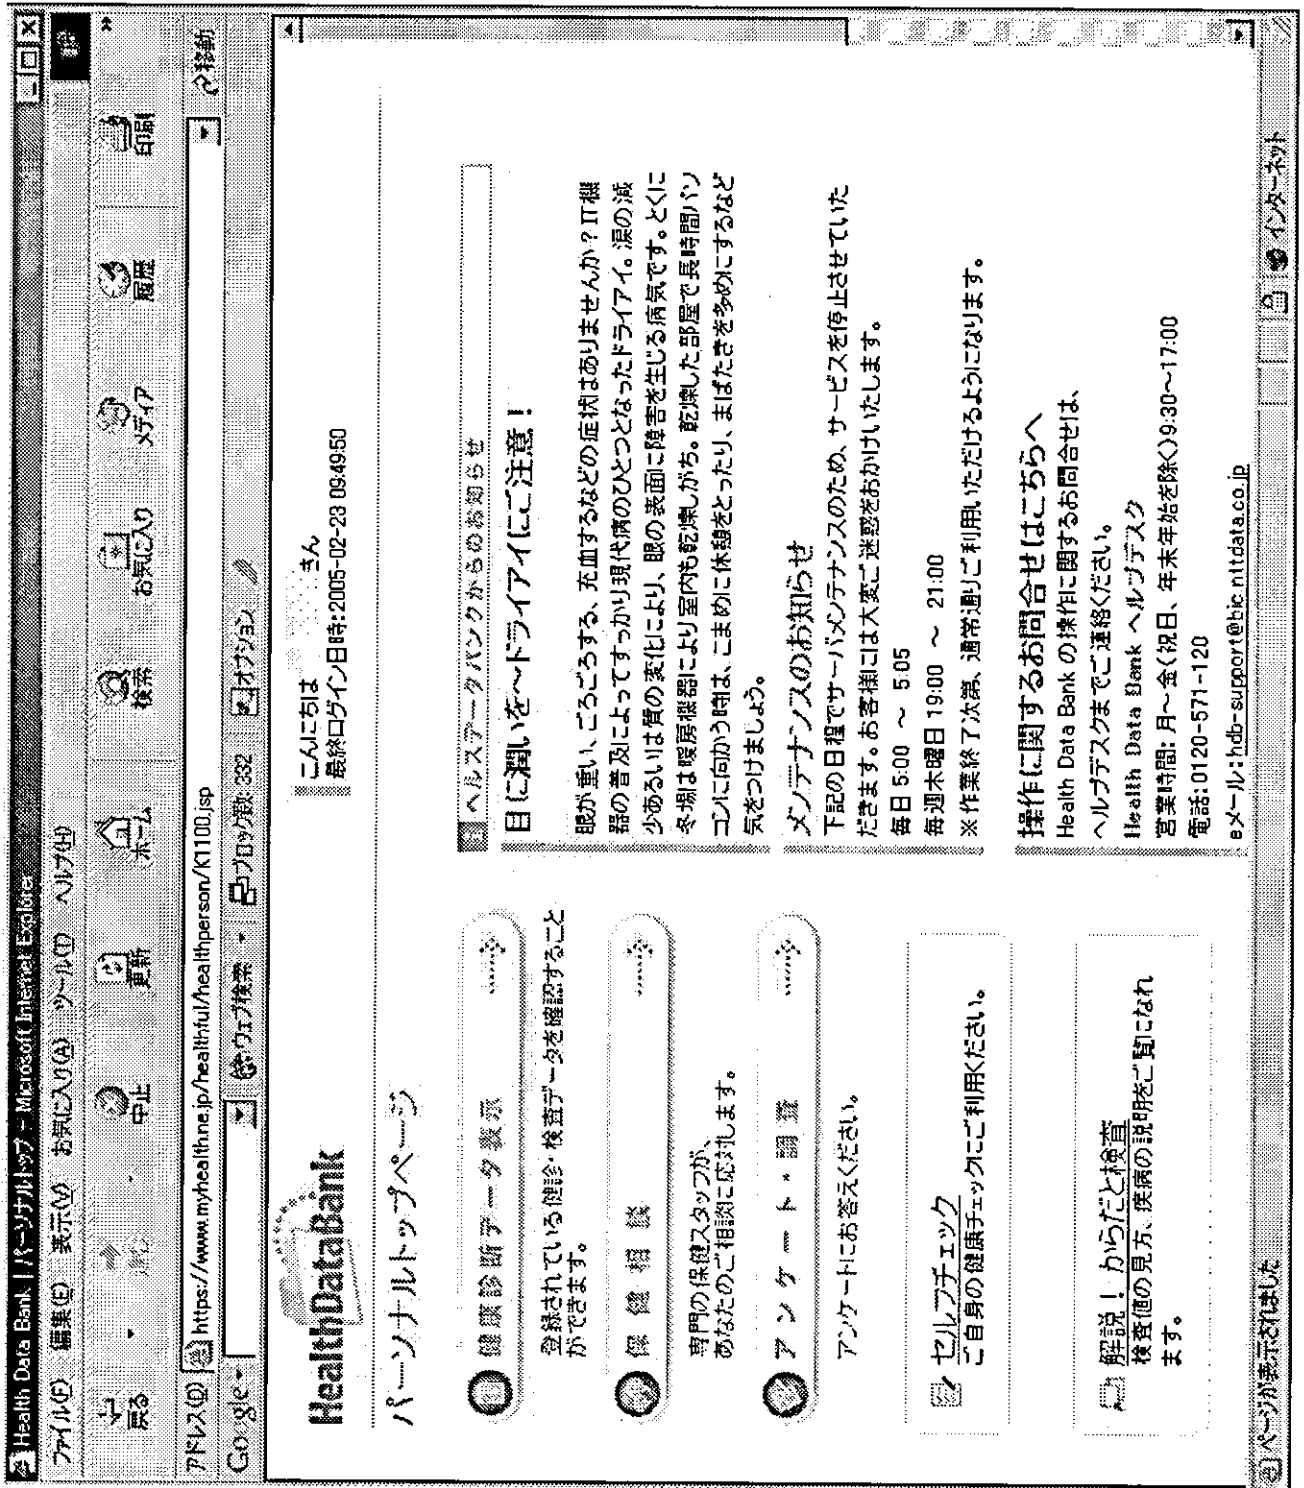 Health Data Bank | パーソナルトップ - Microsoft Internet Explorer
ファイル(F) 編集(E) 表示(V) お気に入り(A) ツール(T) ヘルプ(H)
戻る 中止 更新 ホーム 検索 お気に入り メディア 履歴 印刷
アドレス(D) https://www.myhealthne.jp/healthful/healthperson/K1100.jsp 移動
Google ウェブ検索 ブロック数:332 オプション
HealthDataBank
こんにちは さん
最終ログイン日時:2005-02-23 09:49:50
パーソナルトップページ
健康診断データ表示
登録されている健診・検査データを確認すること
ができます。
保健相談
専門の保健スタッフが、
あなたのご相談に応対します。
アンケート・調査
アンケートにお答えください。
セルフチェック
ご自身の健康チェックにご利用ください。
解説！からだと検査
検査値の見方、疾病の説明をご覧になれ
ます。
ヘルスデータバンクからのお知らせ
目に潤いを～ドライアイにご注意！
眼が重い、ごろごろする、充血するなどの症状はありませんか？IT機
器の普及によってすっかり現代病のひとつとなったドライアイ。涙の減
少あるいは質の変化により、眼の表面に障害を生じる病気です。とくに
冬場は暖房機器により室内も乾燥しがち。乾燥した部屋で長時間パソ
コンに向かう時は、こまめに休憩をとったり、まばたきを多めにするなど
気をつけましょう。
メンテナンスのお知らせ
下記の日程でサーバメンテナンスのため、サービスを停止させていた
だきます。お客様には大変ご迷惑をおかけいたします。
毎日 5:00 ～ 5:05
毎週木曜日 19:00 ～ 21:00
※作業終了次第、通常通りご利用いただけるようになります。
操作に関するお問合せはこちらへ
Health Data Bank の操作に関するお問合せは、
ヘルプデスクまでご連絡ください。
Health Data Bank ヘルプデスク
営業時間:月～金(祝日、年末年始を除く)9:30～17:00
電話:0120-571-120
eメール:hdb-support@bic.nttdata.co.jp
ページが表示されました インターネット